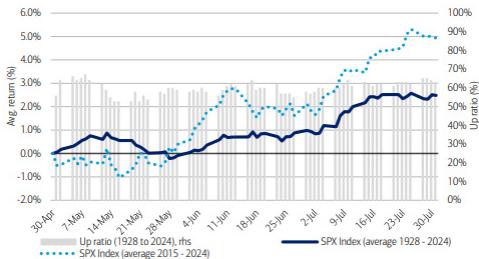 6.0%
5.0%
4.0%
3.0%
2.0%
1.0%
0.0%
-1.0%
-2.0%
Avg. return (%)
100%
90%
80%
70%
60%
50%
40%
30%
20%
10%
0%
Up ratio (%)
30-Apr
7-May
14-May
21-May
28-May
4-Jun
11-Jun
18-Jun
25-Jun
2-Jul
9-Jul
16-Jul
23-Jul
30-Jul
Up ratio (1928 to 2024), rhs
SPX Index (average 1928 - 2024)
SPX Index (average 2015 - 2024)